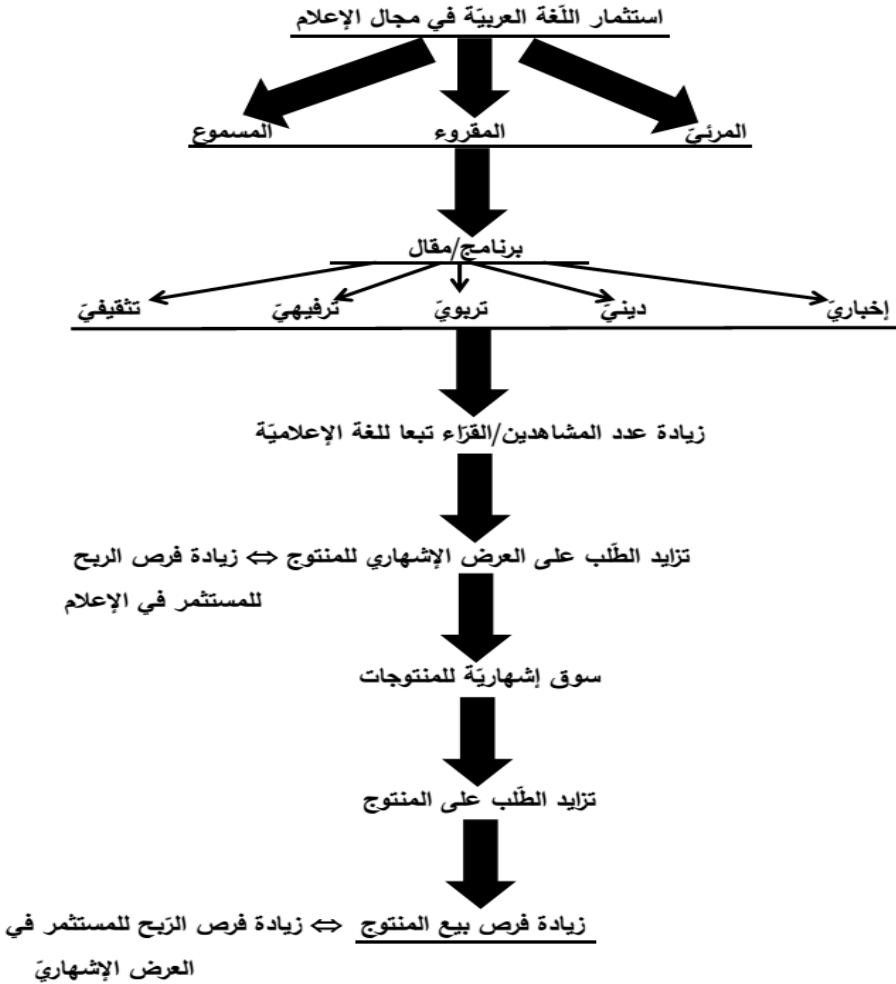 استثمار اللّغة العربيّة في مجال الإعلام
المرئيّ المقروء المسموع
برنامج/مقال
إخباريّ دينيّ تربويّ ترفيهيّ تثقيفيّ
زيادة عدد المشاهدين/القرّاء تبعا للغة الإعلاميّة
تزايد الطّلب على العرض الإشهاري للمنتوج ⇔ زيادة فرص الربح
للمستثمر في الإعلام
سوق إشهاريّة للمنتوجات
تزايد الطّلب على المنتوج
زيادة فرص بيع المنتوج ⇔ زيادة فرص الرّبح للمستثمر في
العرض الإشهاريّ